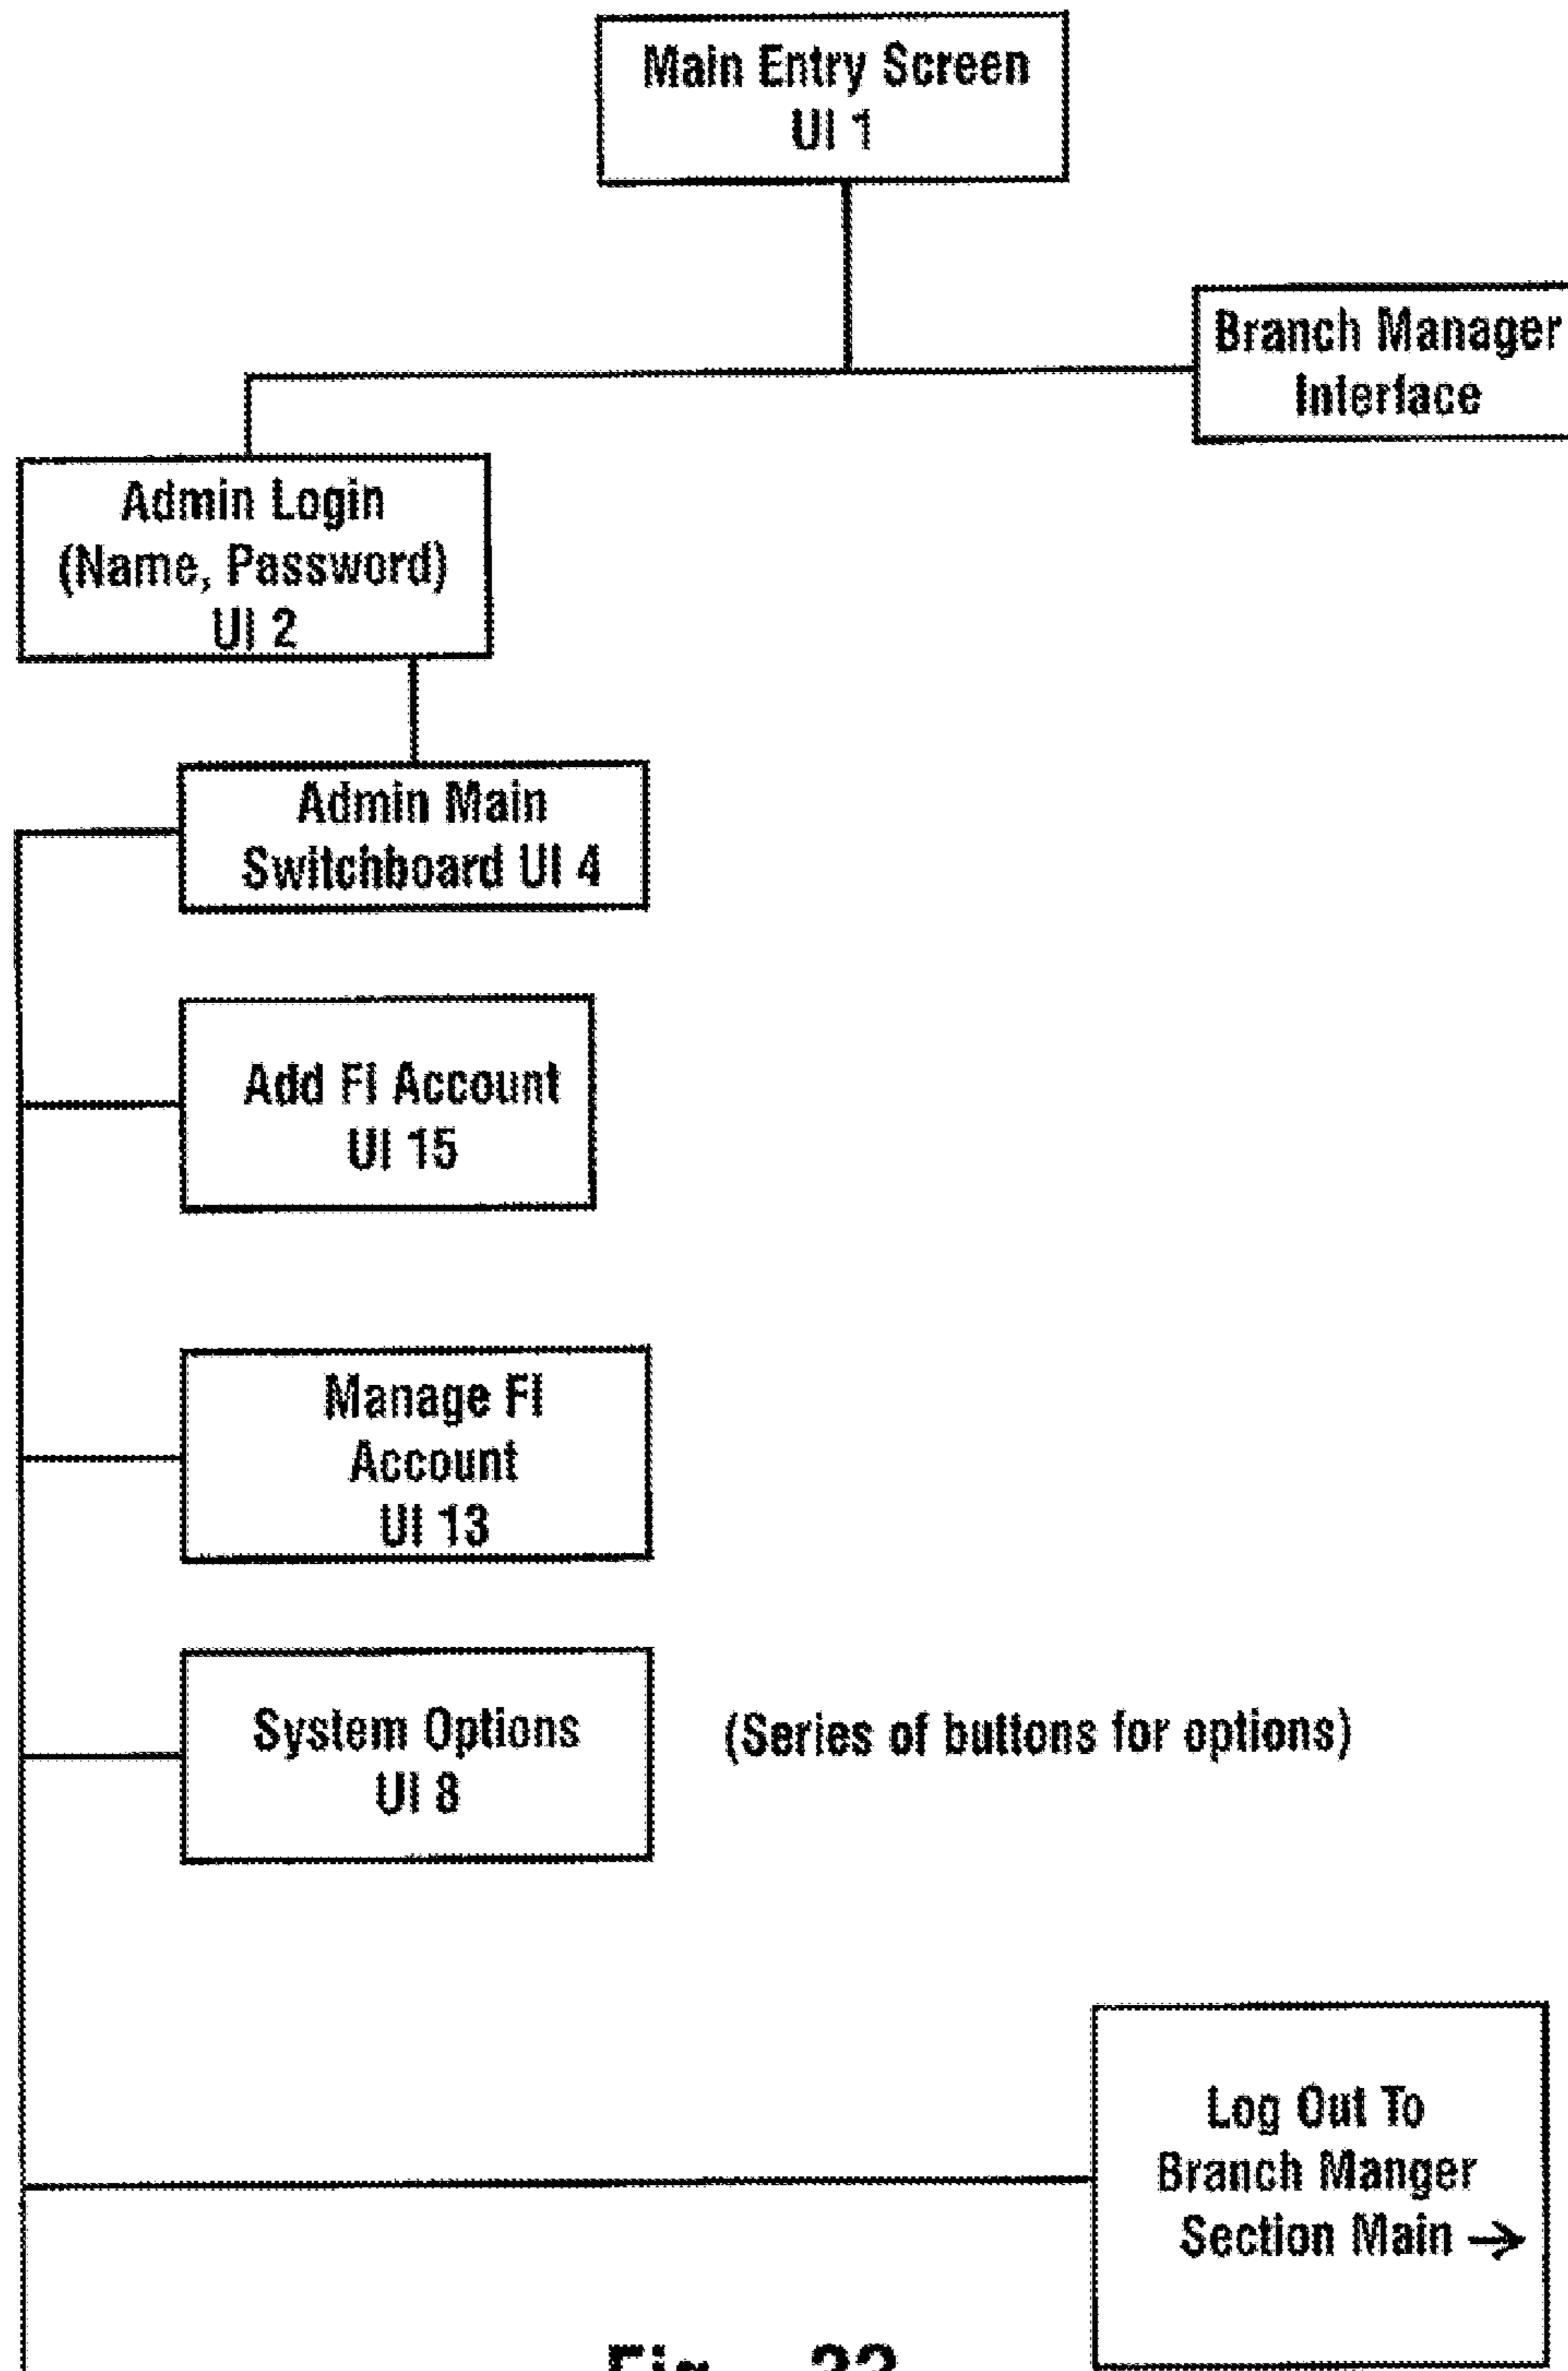 Main Entry Screen
UI 1
Branch Manager
Interface
Admin Login
(Name, Password)
UI 2
Admin Main
Switchboard UI 4
Add FI Account
UI 15
Manage FI
Account
UI 13
System Options
UI 8
(Series of buttons for options)
Log Out To
Branch Manger
Section Main →